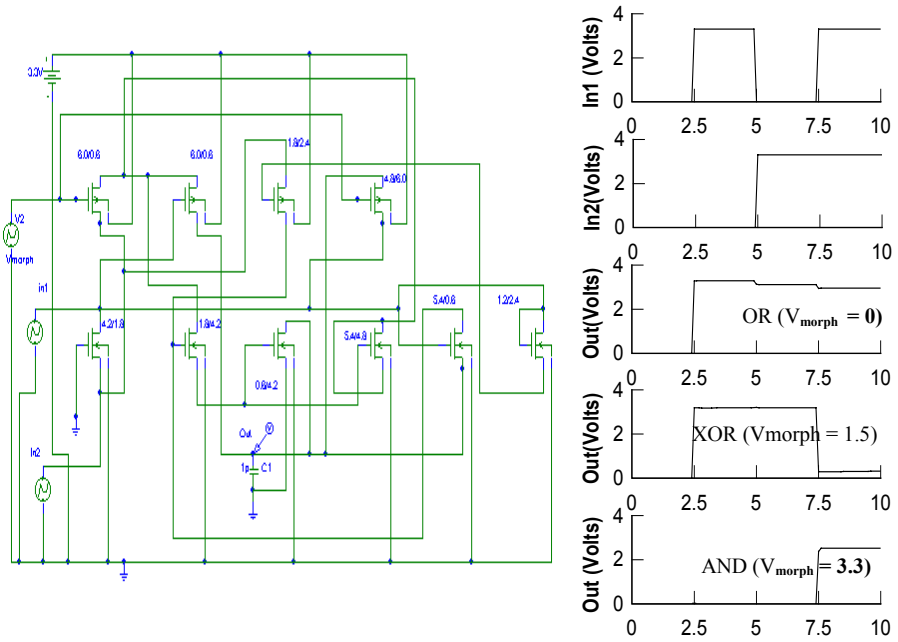 3.3V
6.0/0.6
6.0/0.6
1.8/2.4
4.8/6.0
V2
Vmorph
in1
4.2/1.8
1.8/4.2
5.4/4.8
5.4/0.6
1.2/2.4
0.6/4.2
In2
Out
V
1p C1
In1 (Volts)
4
2
0
0 2.5 5 7.5 10
In2(Volts)
4
2
0
0 2.5 5 7.5 10
Out(Volts)
4
2
0
OR (Vmorph = 0)
0 2.5 5 7.5 10
Out(Volts)
4
2
0
XOR (Vmorph = 1.5)
0 2.5 5 7.5 10
Out (Volts)
4
2
0
AND (Vmorph = 3.3)
0 2.5 5 7.5 10